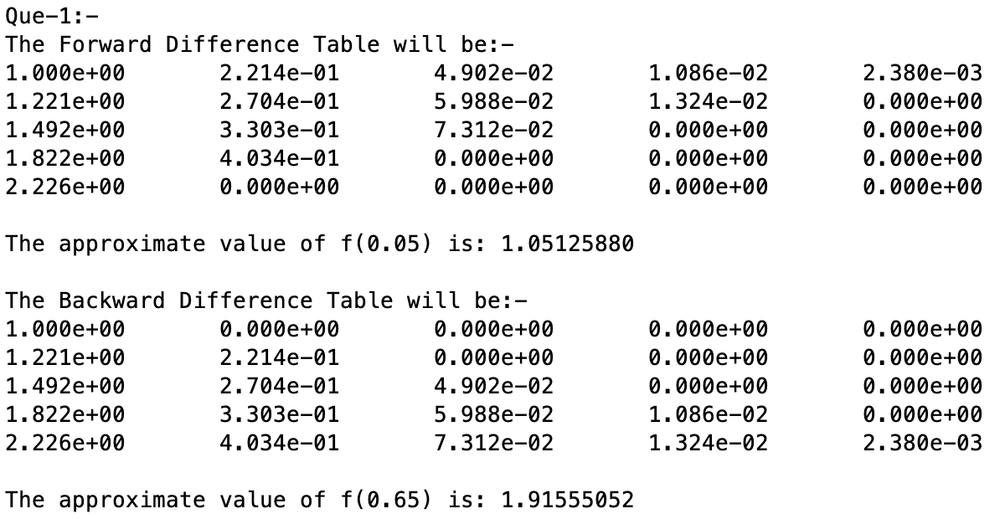 Que-1:-
The Forward Difference Table will be:-
1.000e+00 2.214e-01 4.902e-02 1.086e-02 2.380e-03
1.221e+00 2.704e-01 5.988e-02 1.324e-02 0.000e+00
1.492e+00 3.303e-01 7.312e-02 0.000e+00 0.000e+00
1.822e+00 4.034e-01 0.000e+00 0.000e+00 0.000e+00
2.226e+00 0.000e+00 0.000e+00 0.000e+00 0.000e+00
The approximate value of f(0.05) is: 1.05125880
The Backward Difference Table will be:-
1.000e+00 0.000e+00 0.000e+00 0.000e+00 0.000e+00
1.221e+00 2.214e-01 0.000e+00 0.000e+00 0.000e+00
1.492e+00 2.704e-01 4.902e-02 0.000e+00 0.000e+00
1.822e+00 3.303e-01 5.988e-02 1.086e-02 0.000e+00
2.226e+00 4.034e-01 7.312e-02 1.324e-02 2.380e-03
The approximate value of f(0.65) is: 1.91555052